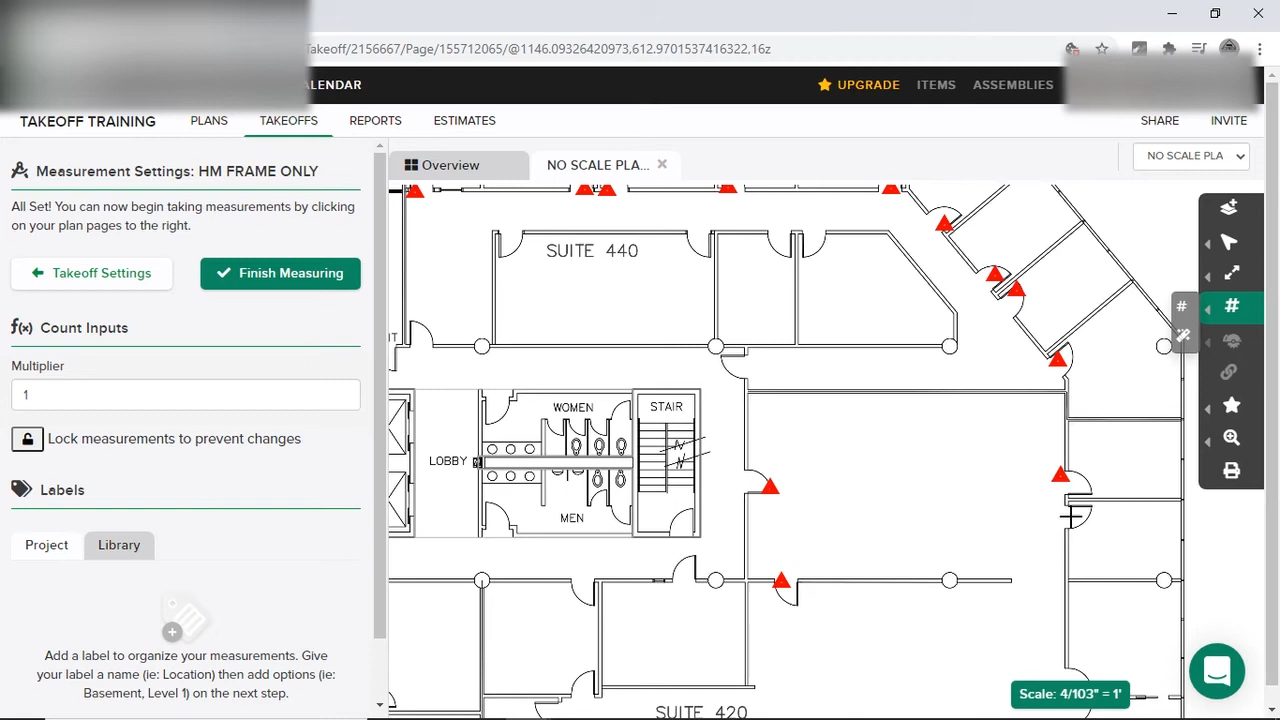 Takeoff/2156667/Page/155712065/@1146.09326420973,612.9701537416322,16z
ALENDAR
UPGRADE ITEMS ASSEMBLIES
TAKEOFF TRAINING PLANS TAKEOFFS REPORTS ESTIMATES SHARE INVITE
Overview NO SCALE PLA... NO SCALE PLA
Measurement Settings: HM FRAME ONLY
All Set! You can now begin taking measurements by clicking
on your plan pages to the right.
Takeoff Settings Finish Measuring
f(x) Count Inputs
Multiplier
1
Lock measurements to prevent changes
Labels
Project Library
Add a label to organize your measurements. Give
your label a name (ie: Location) then add options (ie:
Basement, Level 1) on the next step.
SUITE 440
WOMEN
STAIR
LOBBY
MEN
SUITE 420
#
#
Scale: 4/103" = 1'